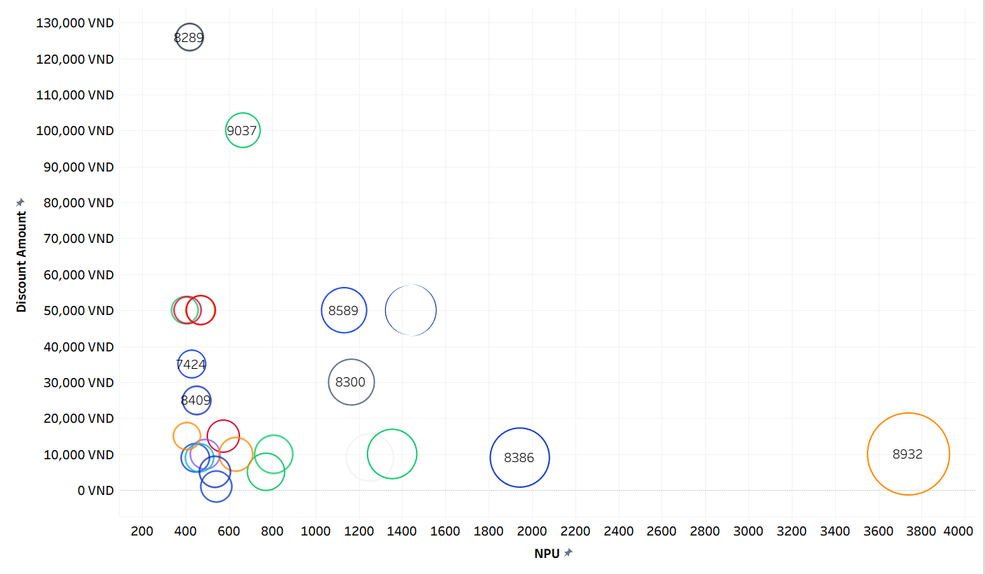 130,000 VND
8289
120,000 VND
110,000 VND
100,000 VND
9037
90,000 VND
80,000 VND
70,000 VND
60,000 VND
50,000 VND
8589
40,000 VND
7424
30,000 VND
8300
8409
20,000 VND
10,000 VND
8386
8932
0 VND
Discount Amount
200 400 600 800 1000 1200 1400 1600 1800 2000 2200 2400 2600 2800 3000 3200 3400 3600 3800 4000
NPU